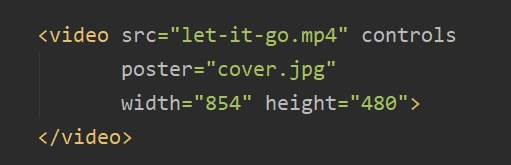 <video src="let-it-go.mp4" controls
poster="cover.jpg"
width="854" height="480">
</video>